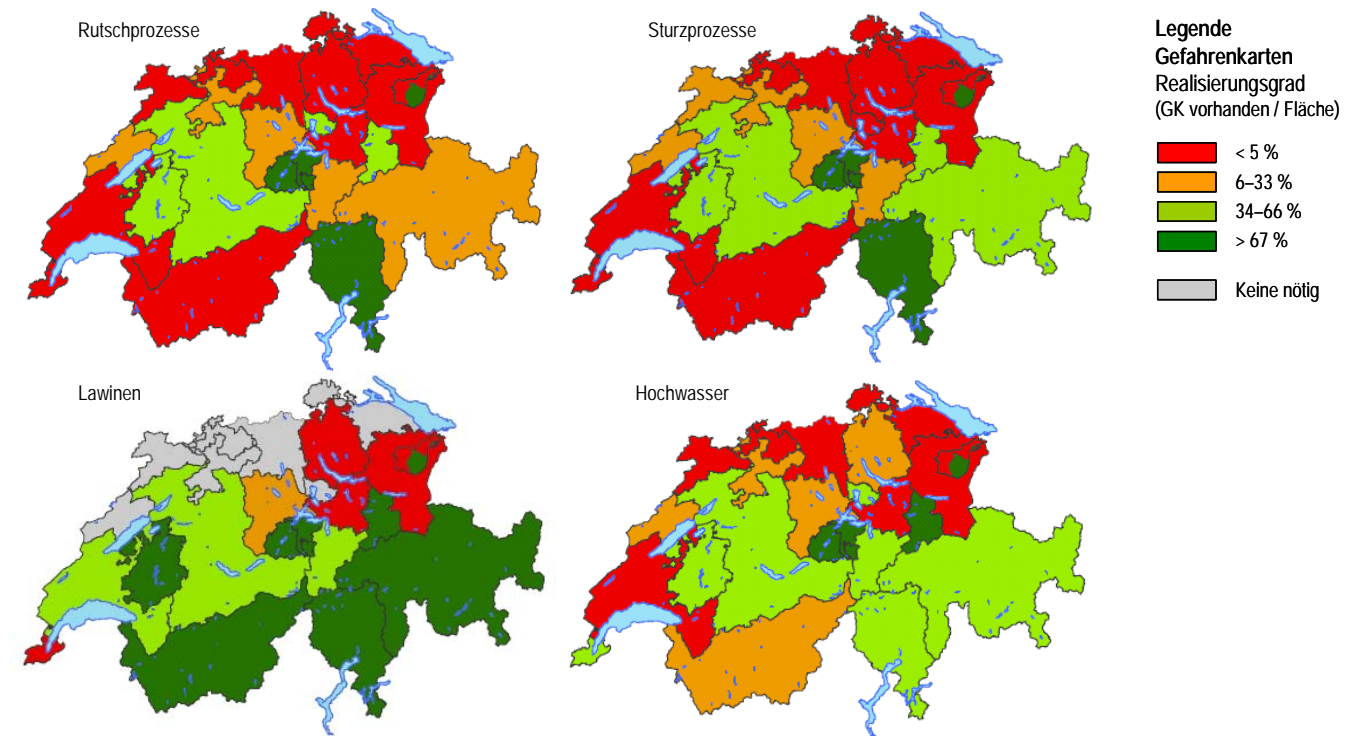 Rutschprozesse
Sturzprozesse
Lawinen
Hochwasser
Legende
Gefahrenkarten
Realisierungsgrad
(GK vorhanden / Fläche)
< 5 %
6–33 %
34–66 %
> 67 %
Keine nötig